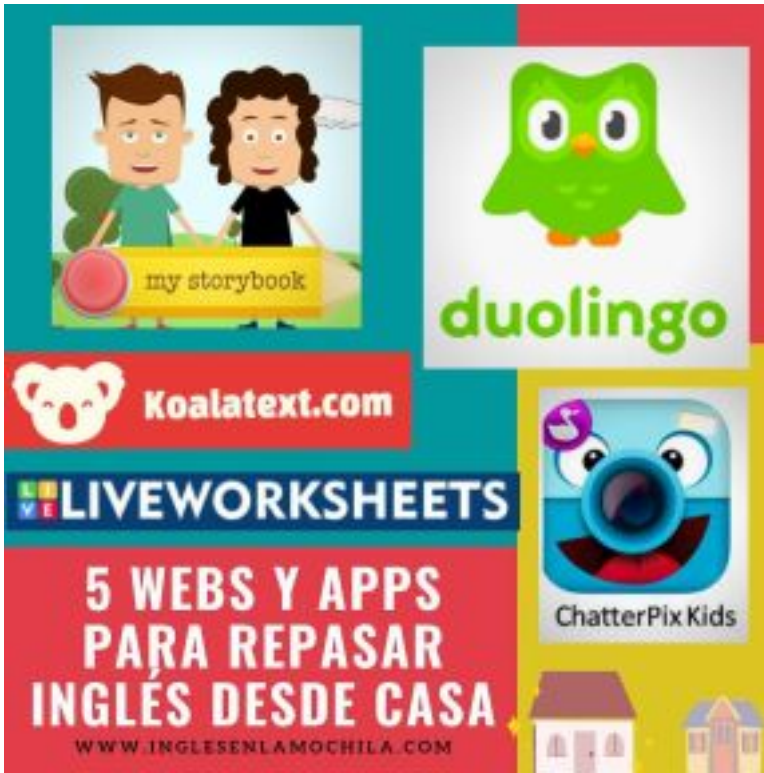 my storybook
duolingo
Koalatext.com
LIVE
LIVEWORKSHEETS
ChatterPix Kids
5 WEBS Y APPS
PARA REPASAR
INGLÉS DESDE CASA
WWW.INGLESENLAMOCHILA.COM